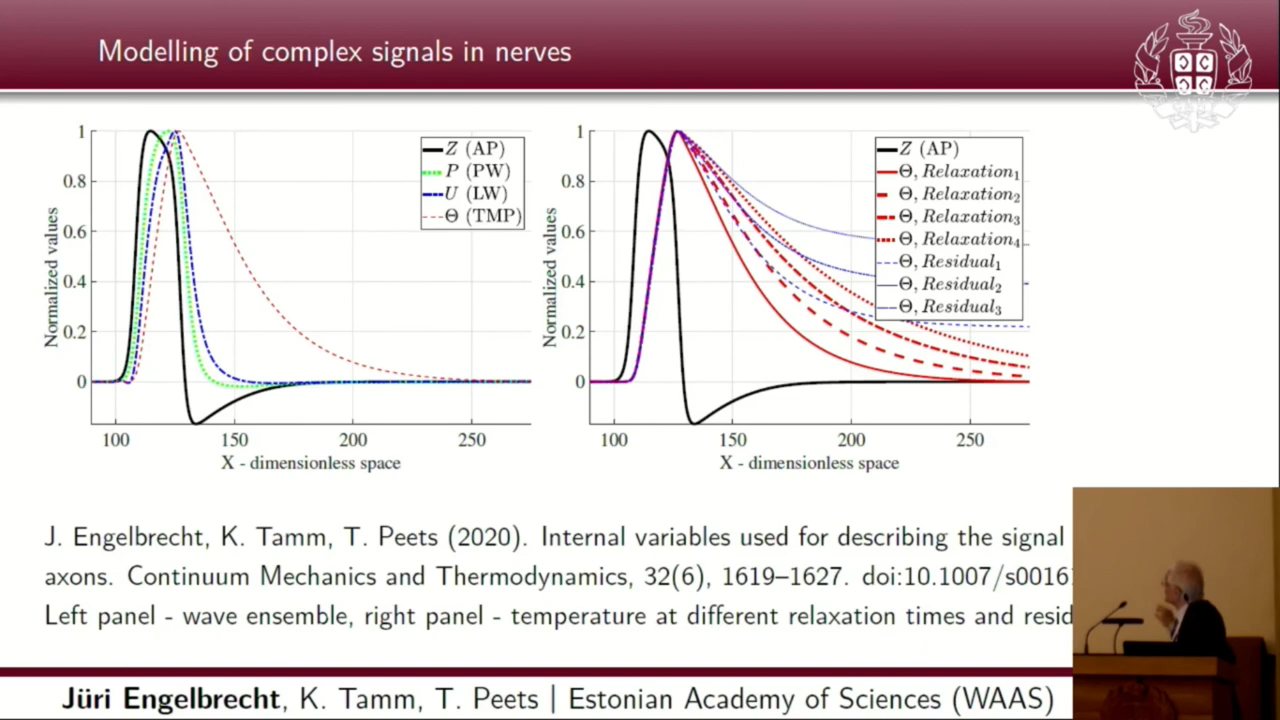 Modelling of complex signals in nerves
Normalized values
1
0.8
0.6
0.4
0.2
0
100
150
200
250
X - dimensionless space
Z (AP)
P (PW)
U (LW)
Θ (TMP)
Normalized values
1
0.8
0.6
0.4
0.2
0
100
150
200
250
X - dimensionless space
Z (AP)
Θ, Relaxation₁
Θ, Relaxation₂
Θ, Relaxation₃
Θ, Relaxation₄
Θ, Residual₁
Θ, Residual₂
Θ, Residual₃
J. Engelbrecht, K. Tamm, T. Peets (2020). Internal variables used for describing the signal
axons. Continuum Mechanics and Thermodynamics, 32(6), 1619–1627. doi:10.1007/s0016
Left panel - wave ensemble, right panel - temperature at different relaxation times and resid
Jüri Engelbrecht, K. Tamm, T. Peets | Estonian Academy of Sciences (WAAS)